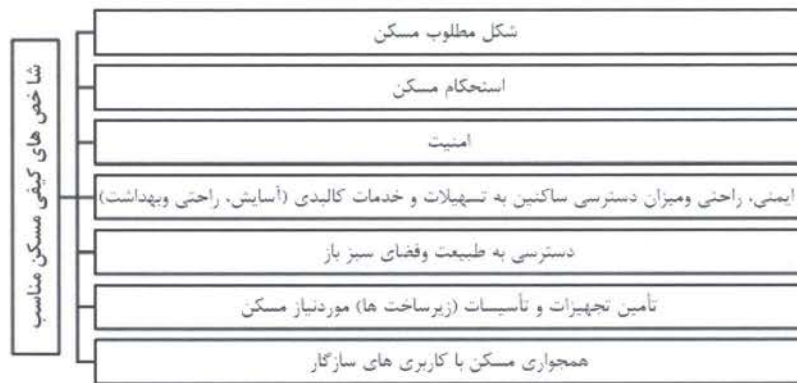 شاخص های کیفی مسکن مناسب
شکل مطلوب مسکن
استحکام مسکن
امنیت
ایمنی، راحتی ومیزان دسترسی ساکنین به تسهیلات و خدمات کالبدی (آسایش، راحتی وبهداشت)
دسترسی به طبیعت وفضای سبز باز
تأمین تجهیزات و تأسیسات (زیرساخت ها) موردنیاز مسکن
همجواری مسکن با کاربری های سازگار